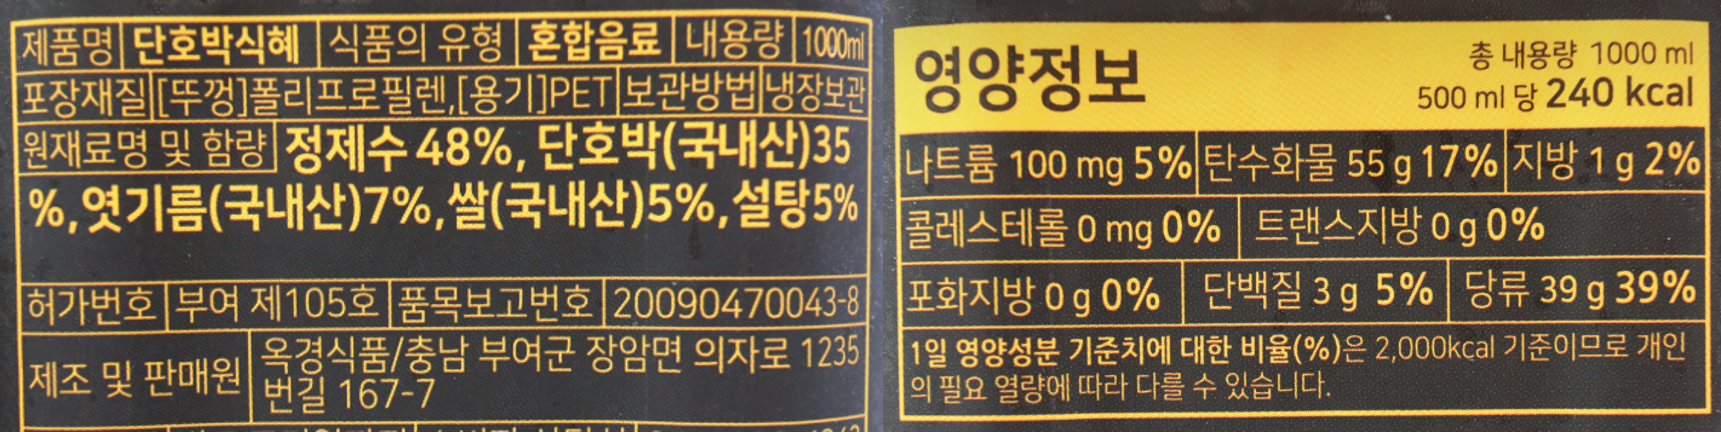 제품명 단호박식혜 식품의 유형 혼합음료 내용량 1000ml
포장재질 [뚜껑]폴리프로필렌,[용기]PET 보관방법 냉장보관
원재료명 및 함량 정제수 48%, 단호박(국내산)35
%,엿기름(국내산)7%,쌀(국내산)5%,설탕5%
허가번호 부여 제105호 품목보고번호 20090470043-8
제조 및 판매원 옥경식품/충남 부여군 장암면 의자로 1235
번길 167-7
영양정보
총 내용량 1000 ml
500 ml 당 240 kcal
나트륨 100 mg 5% 탄수화물 55 g 17% 지방 1 g 2%
콜레스테롤 0 mg 0% 트랜스지방 0 g 0%
포화지방 0 g 0% 단백질 3 g 5% 당류 39 g 39%
1일 영양성분 기준치에 대한 비율(%)은 2,000kcal 기준이므로 개인
의 필요 열량에 따라 다를 수 있습니다.